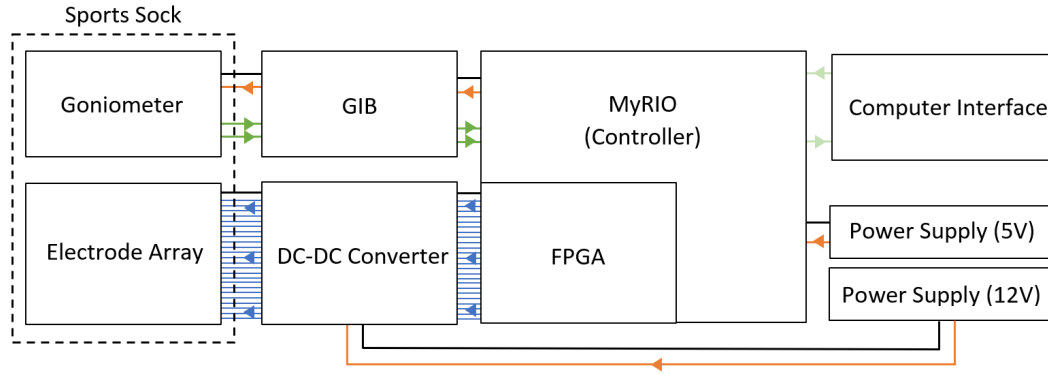 Sports Sock
Goniometer
GIB
MyRIO
(Controller)
Computer Interface
Electrode Array
DC-DC Converter
FPGA
Power Supply (5V)
Power Supply (12V)